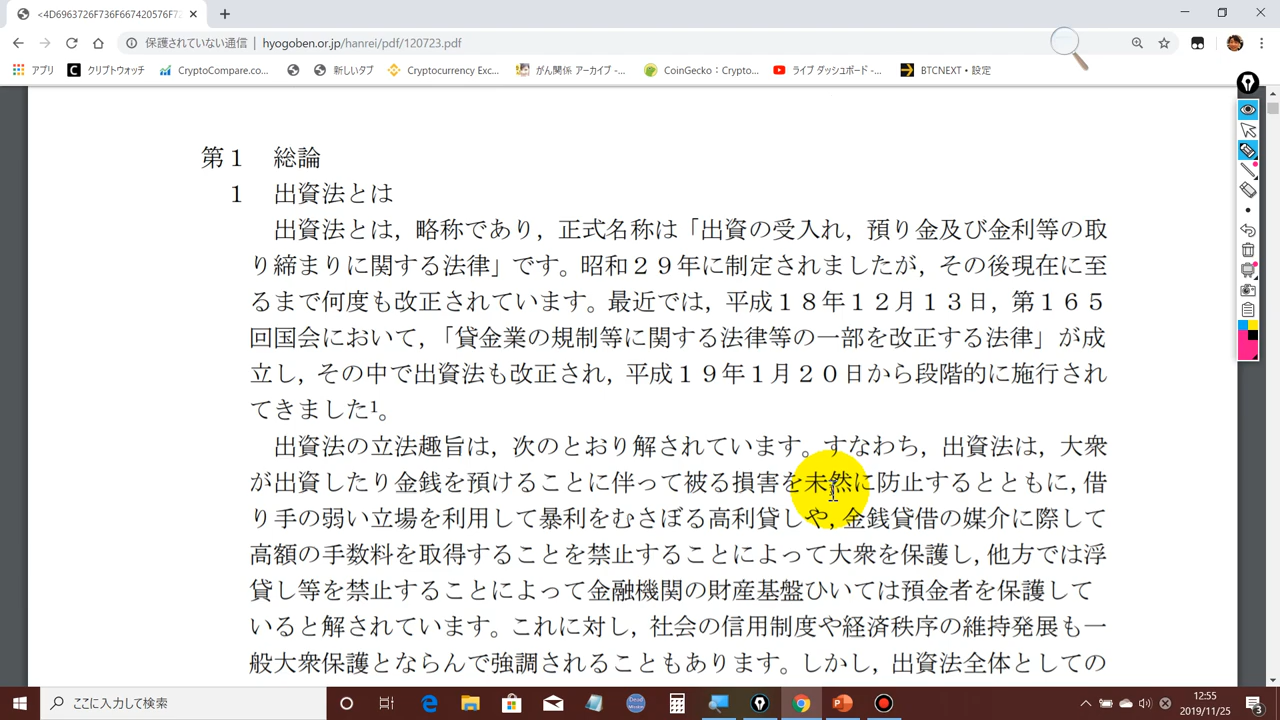 <4D6963726F736F667420576F72
保護されていない通信 | hyogoben.or.jp/hanrei/pdf/120723.pdf
アプリ クリプトウォッチ CryptoCompare.co... 新しいタブ Cryptocurrency Exc... がん関係 アーカイブ - ... CoinGecko : Crypto... ライブ ダッシュボード - ... BTCNEXT • 設定
第１ 総論
１ 出資法とは
出資法とは，略称であり，正式名称は「出資の受入れ，預り金及び金利等の取
り締まりに関する法律」です。昭和２９年に制定されましたが，その後現在に至
るまで何度も改正されています。最近では，平成１８年１２月１３日，第１６５
回国会において，「貸金業の規制等に関する法律等の一部を改正する法律」が成
立し，その中で出資法も改正され，平成１９年１月２０日から段階的に施行され
てきました1。
出資法の立法趣旨は，次のとおり解されています。すなわち，出資法は，大衆
が出資したり金銭を預けることに伴って被る損害を未然に防止するとともに，借
り手の弱い立場を利用して暴利をむさぼる高利貸しや，金銭貸借の媒介に際して
高額の手数料を取得することを禁止することによって大衆を保護し，他方では浮
貸し等を禁止することによって金融機関の財産基盤ひいては預金者を保護して
いると解されています。これに対し，社会の信用制度や経済秩序の維持発展も一
般大衆保護とならんで強調されることもあります。しかし，出資法全体としての
ここに入力して検索
12:55
2019/11/25
3